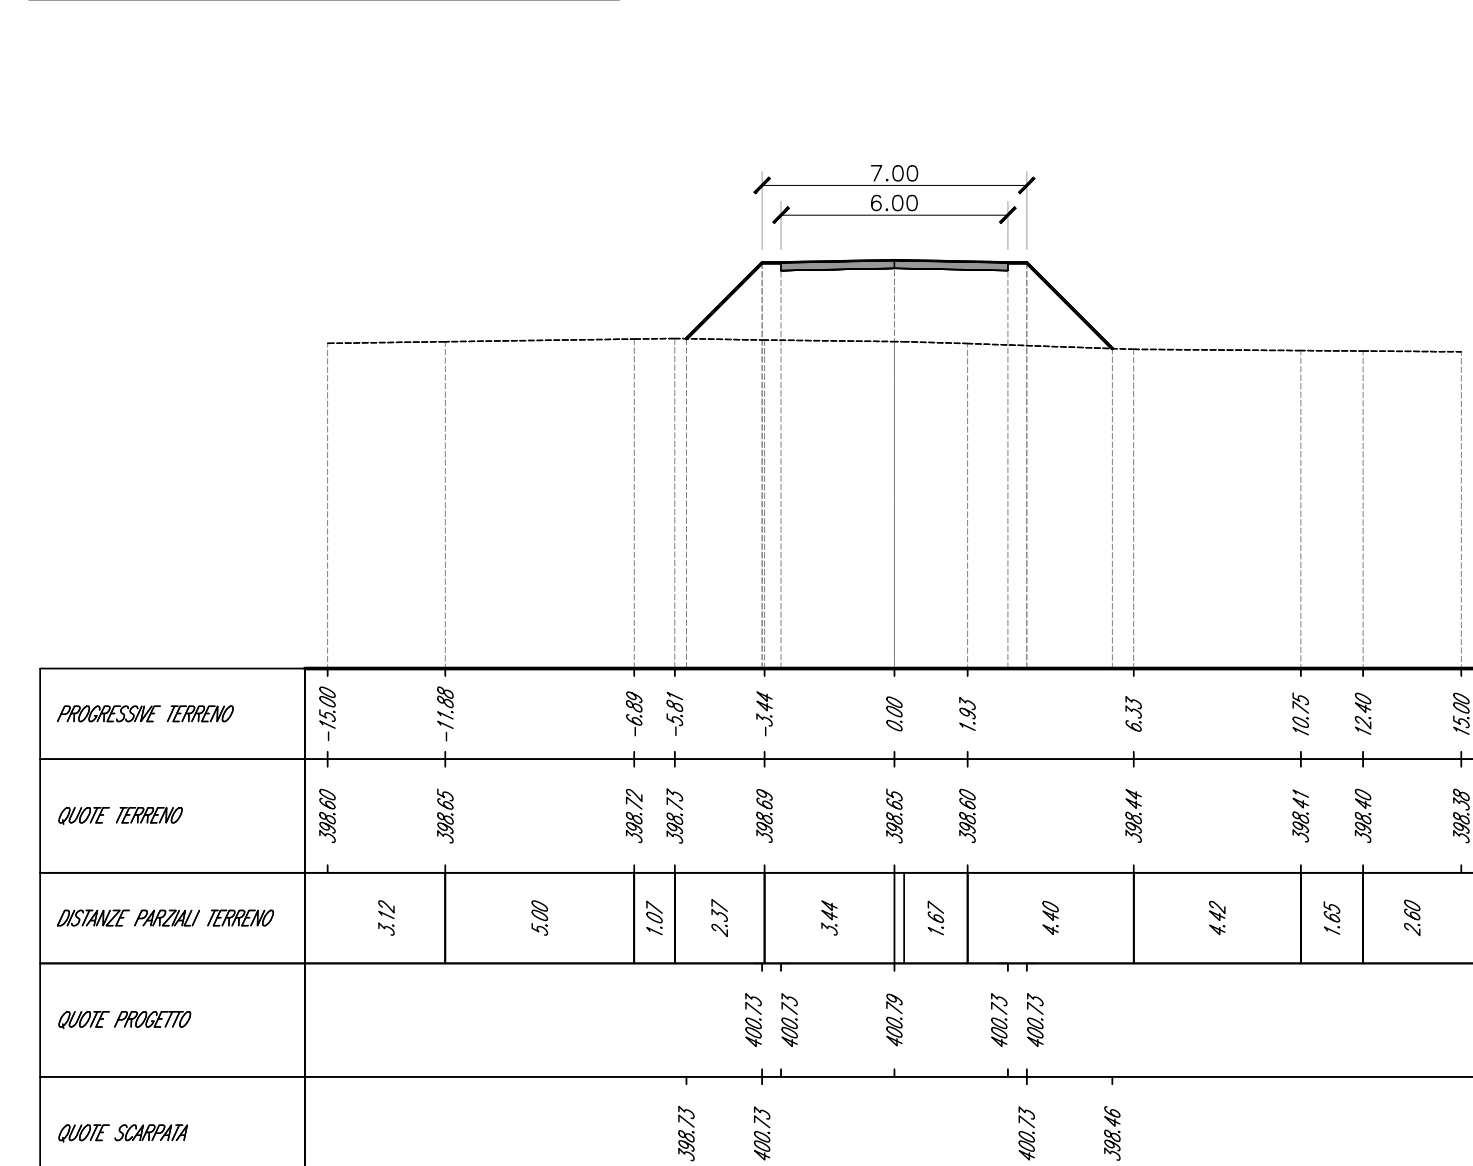 7.00
6.00
PROGRESSIVE TERRENO -15.00 -11.88 -6.89 -5.81 -3.44 0.00 1.93 6.33 10.75 12.40 15.00
QUOTE TERRENO 398.60 398.65 398.72 398.73 398.69 398.65 398.60 398.44 398.41 398.40 398.38
DISTANZE PARZIALI TERRENO 3.12 5.00 1.07 2.37 3.44 1.67 4.40 4.42 1.65 2.60
QUOTE PROGETTO 400.73 400.73 400.79 400.73 400.73
QUOTE SCARPATA 398.73 400.73 400.73 398.46